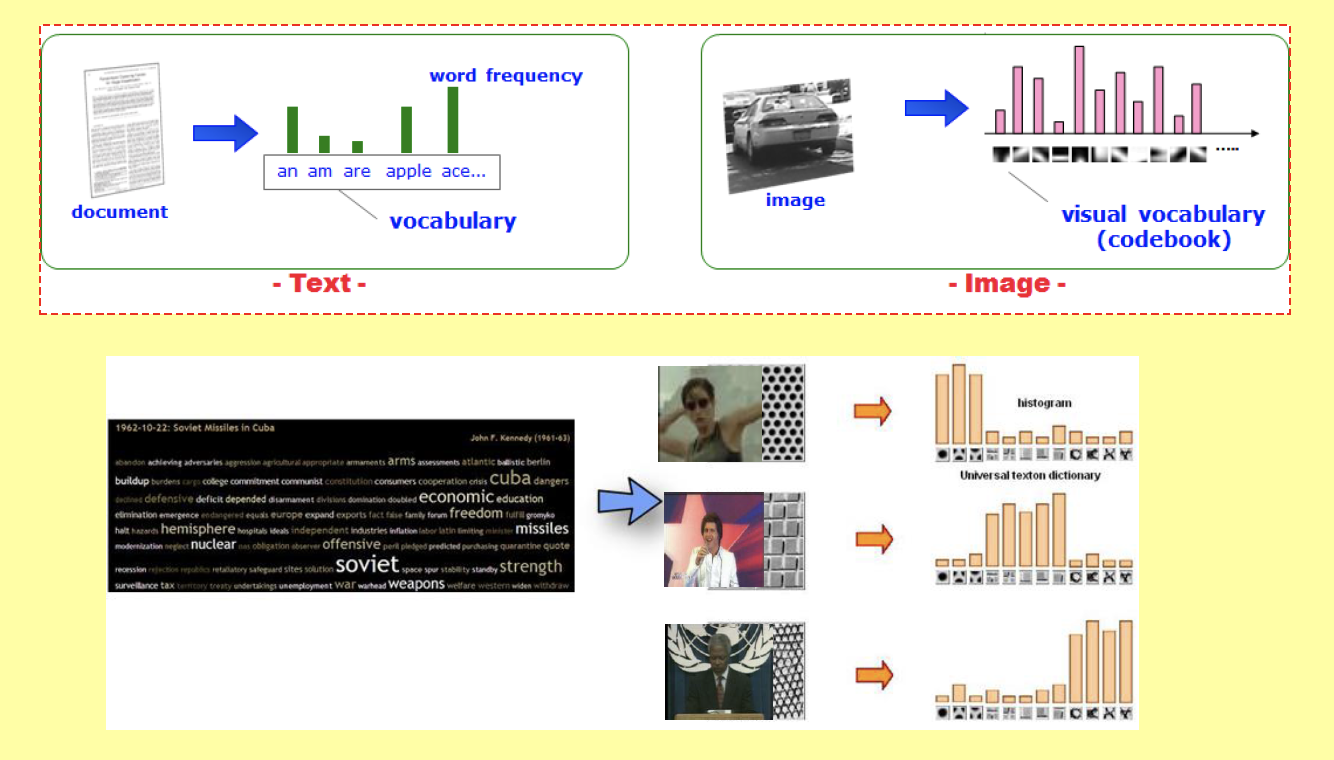 word frequency
an am are apple ace...
document
vocabulary
- Text -
image
.....
visual vocabulary
(codebook)
- Image -
1962-10-22: Soviet Missiles in Cuba
John F. Kennedy (1961-63)
abandon achieving adversaries aggression agricultural appropriate armaments arms assessments atlantic ballistic berlin
buildup burdens cargo college commitment communist constitution consumers cooperation crisis cuba dangers
declined defensive deficit depended disarmament divisions domination doubled economic education
elimination emergence endangered equals europe expand exports fact false family forum freedom fulfill gromyko
halt hazards hemisphere hospitals ideals independent industries inflation labor latin limiting minister missiles
modernization neglect nuclear oas obligation observer offensive peril pledged predicted purchasing quarantine quote
recession rejection republics retaliatory safeguard sites solution soviet space spur stability standby strength
surveillance tax territory treaty undertakings unemployment war warhead weapons welfare western widen withdraw
histogram
Universal texton dictionary